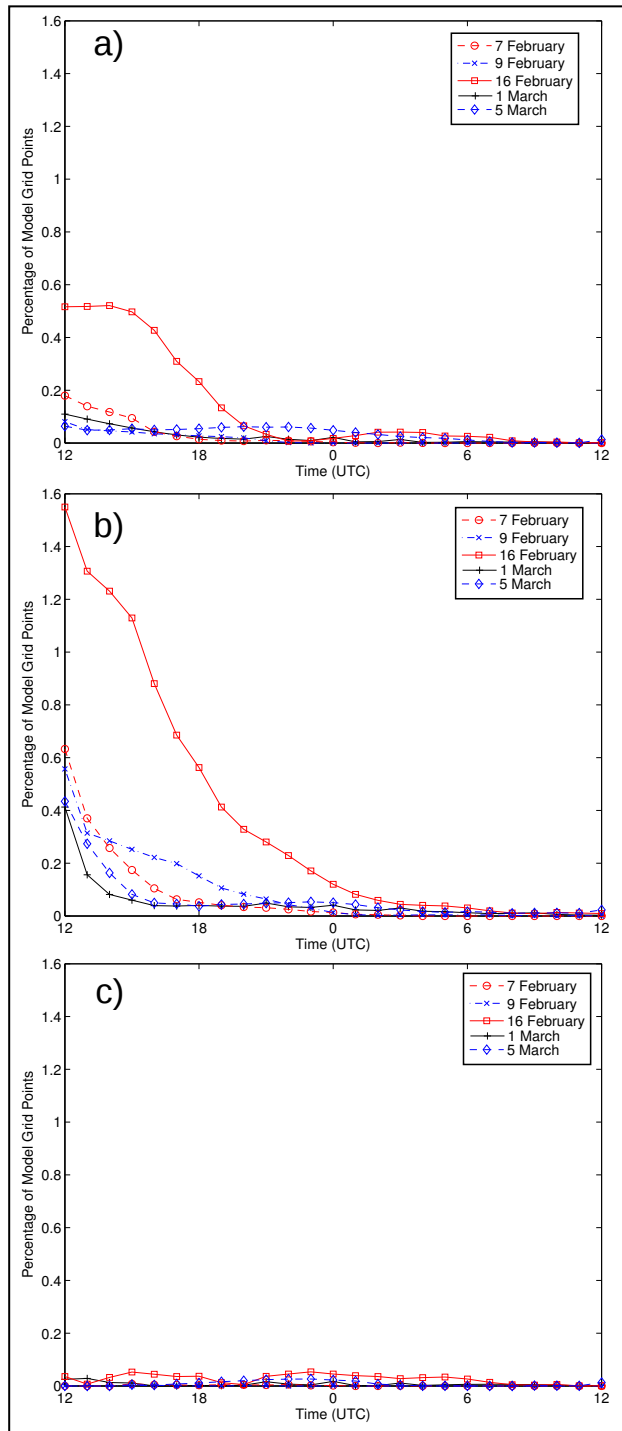 a)
7 February
9 February
16 February
1 March
5 March
1.6
1.4
1.2
1
0.8
0.6
0.4
0.2
0
Percentage of Model Grid Points
12 18 0 6 12
Time (UTC)
b)
7 February
9 February
16 February
1 March
5 March
1.6
1.4
1.2
1
0.8
0.6
0.4
0.2
0
Percentage of Model Grid Points
12 18 0 6 12
Time (UTC)
c)
7 February
9 February
16 February
1 March
5 March
1.6
1.4
1.2
1
0.8
0.6
0.4
0.2
0
Percentage of Model Grid Points
12 18 0 6 12
Time (UTC)